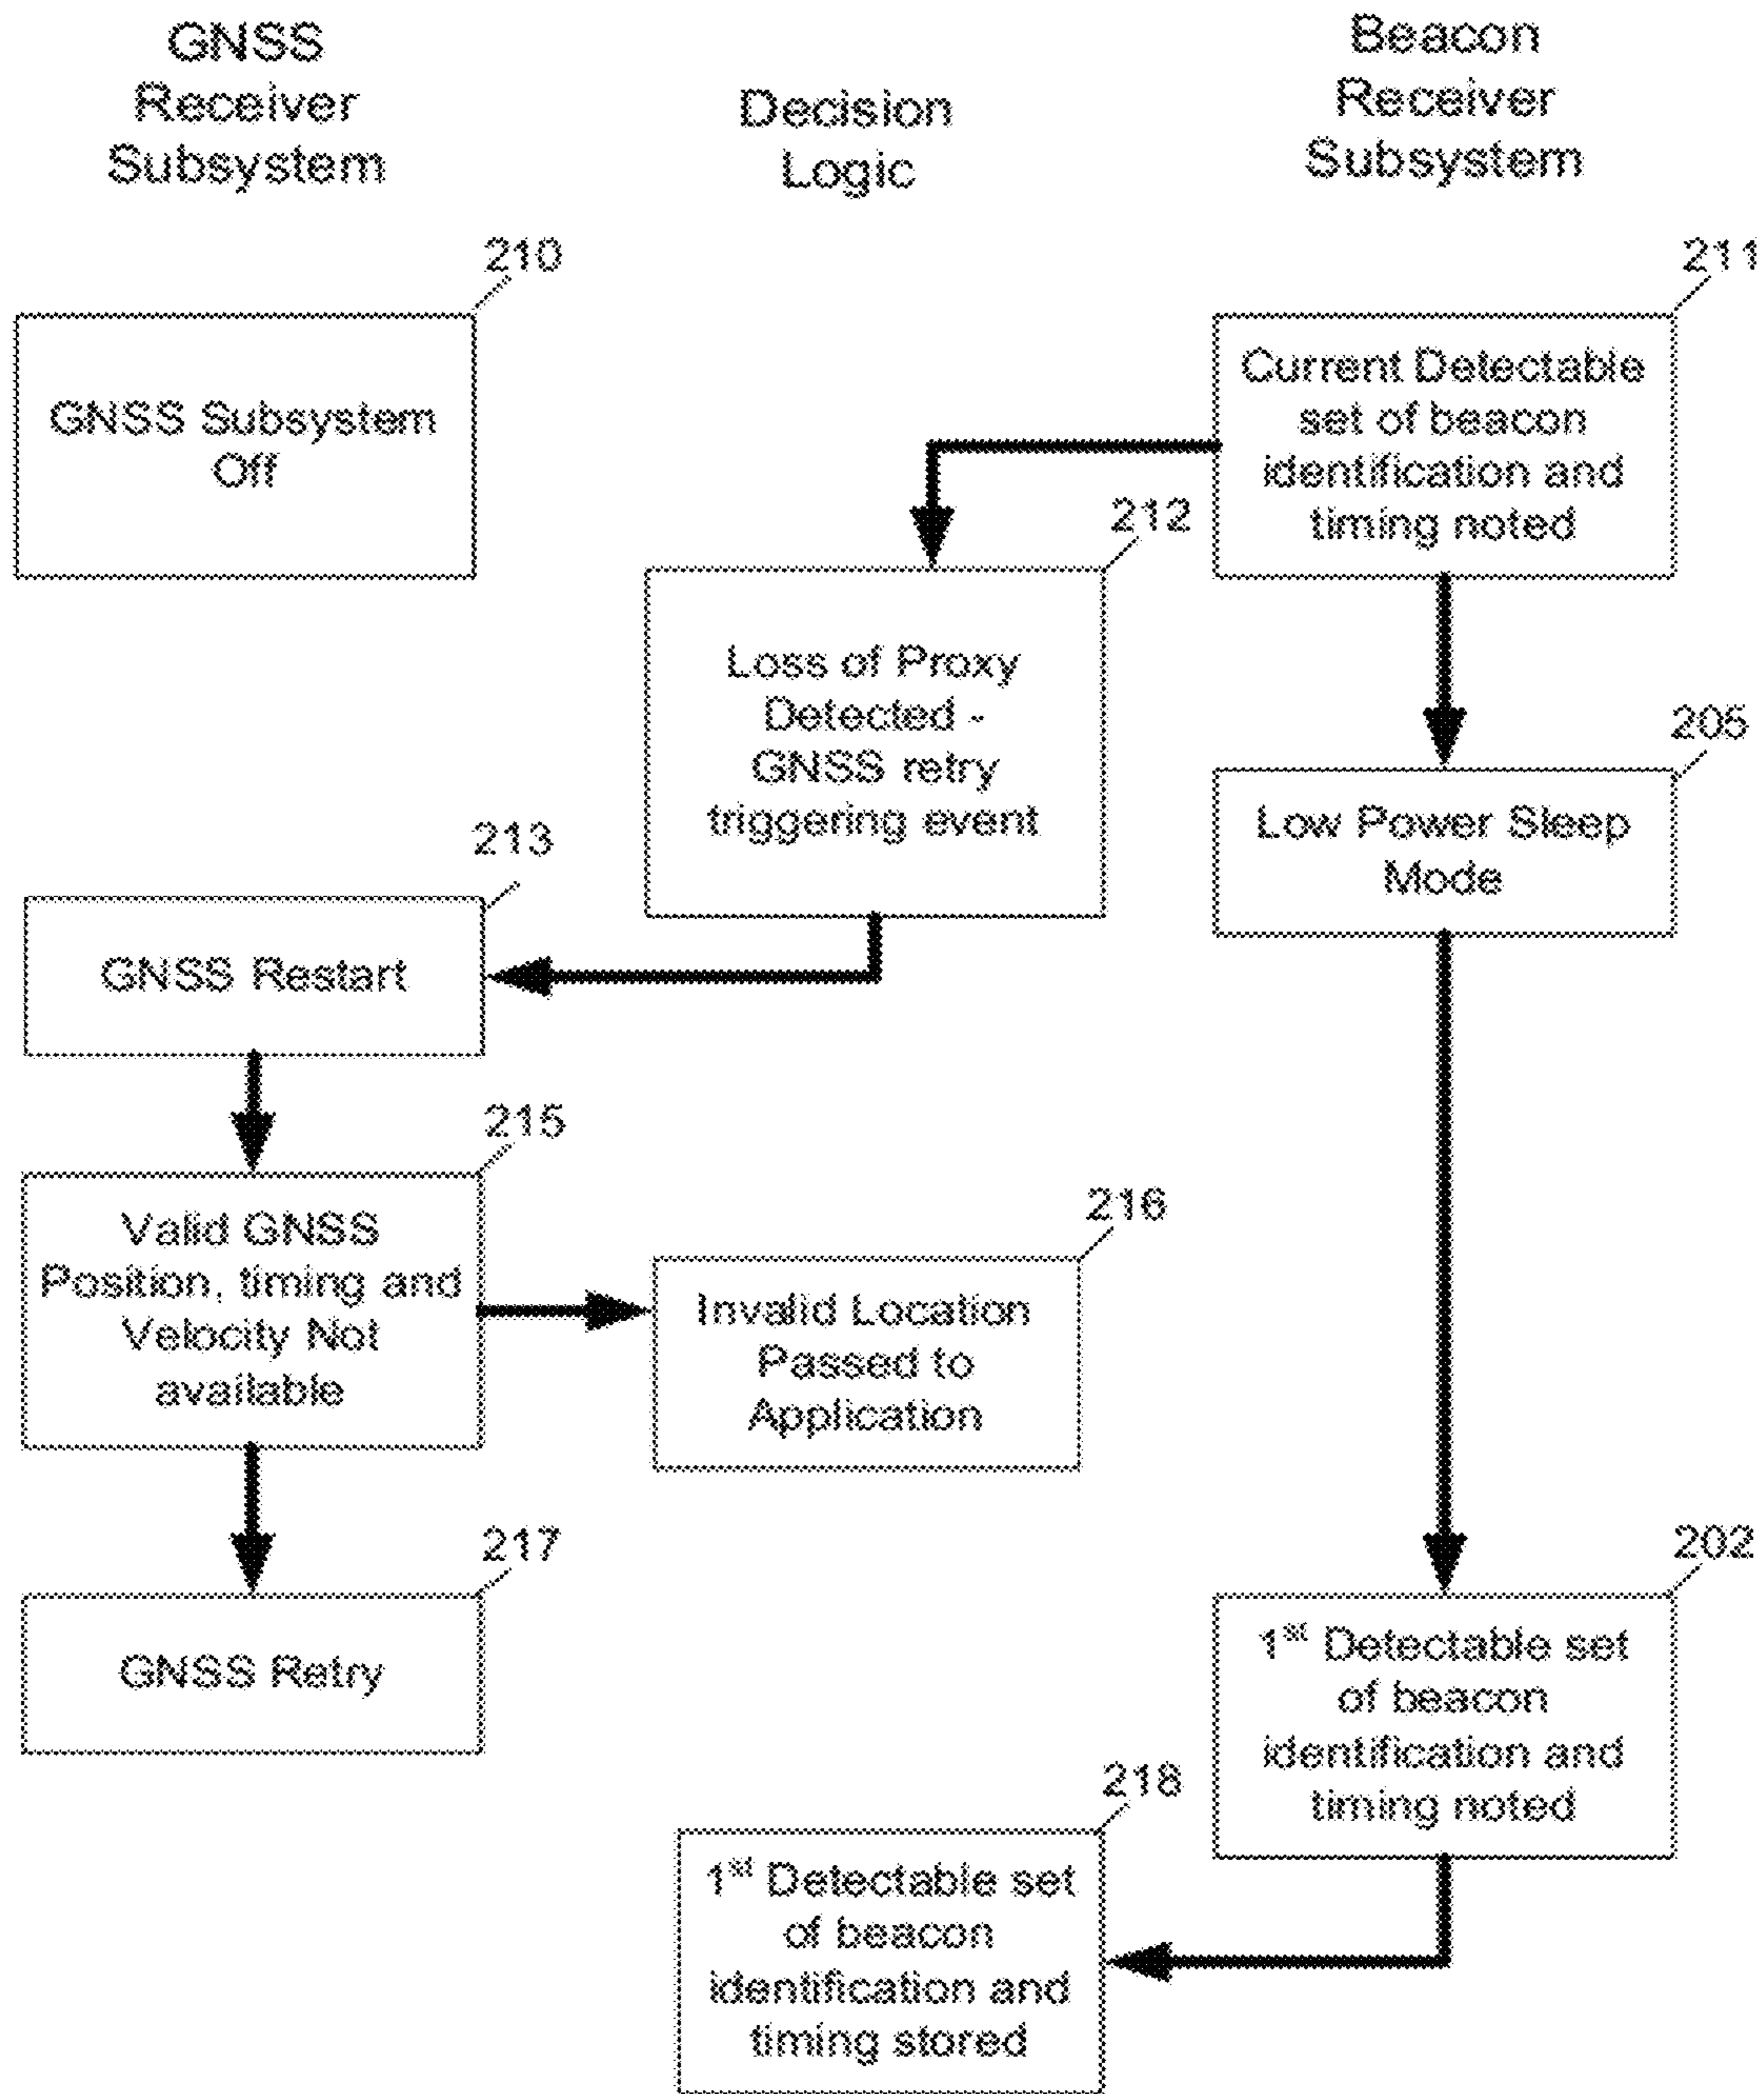 GNSS
Receiver
Subsystem
Decision
Logic
Beacon
Receiver
Subsystem
210
GNSS Subsystem
Off
211
Current Detectable
set of beacon
identification and
timing noted
212
Loss of Proxy
Detected -
GNSS retry
triggering event
205
Low Power Sleep
Mode
213
GNSS Restart
215
Valid GNSS
Position, timing and
Velocity Not
available
216
Invalid Location
Passed to
Application
217
GNSS Retry
202
1st Detectable set
of beacon
identification and
timing noted
218
1st Detectable set
of beacon
identification and
timing stored